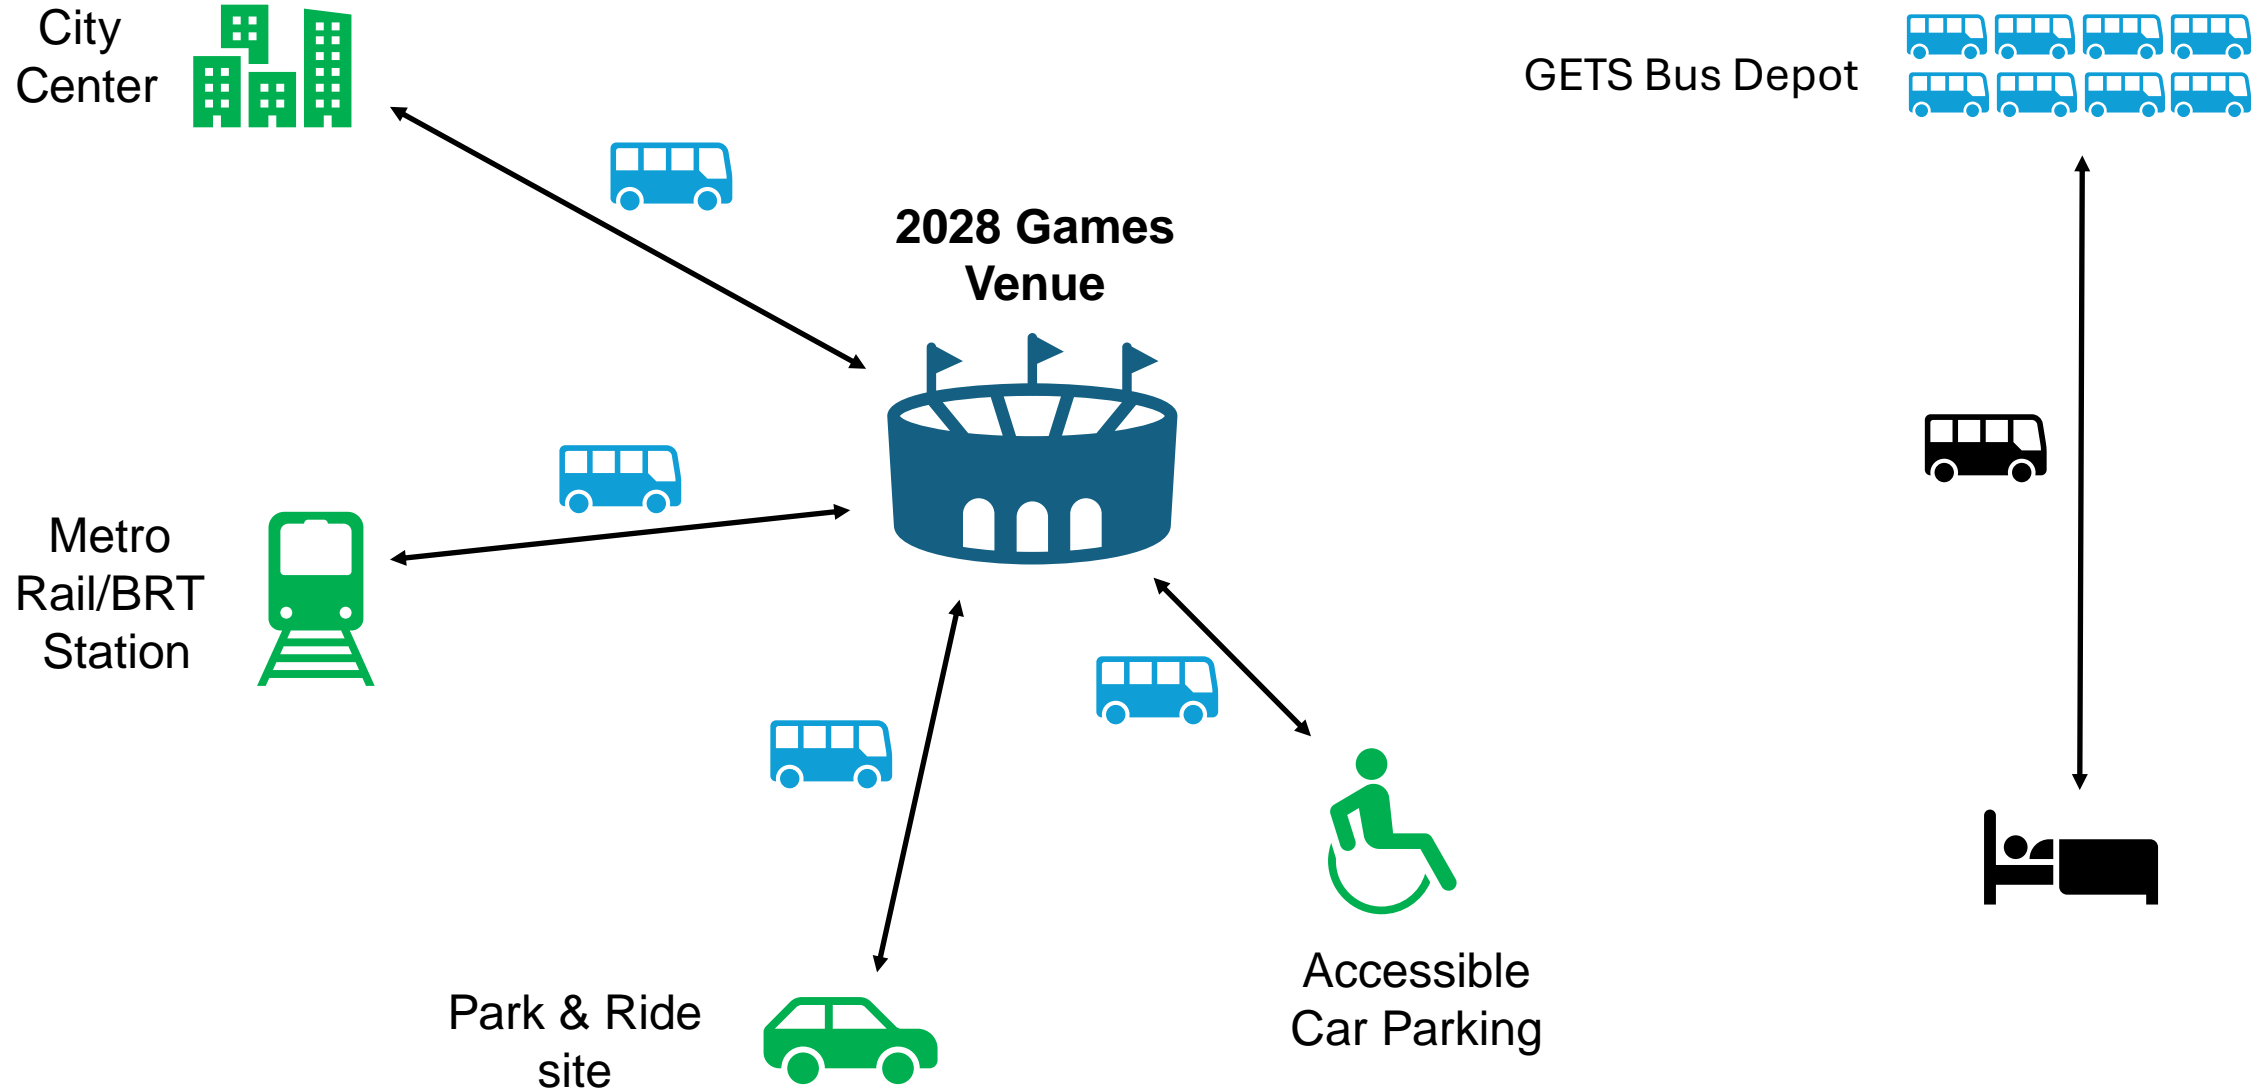 City
Center
GETS Bus Depot
2028 Games
Venue
Metro
Rail/BRT
Station
Park & Ride
site
Accessible
Car Parking